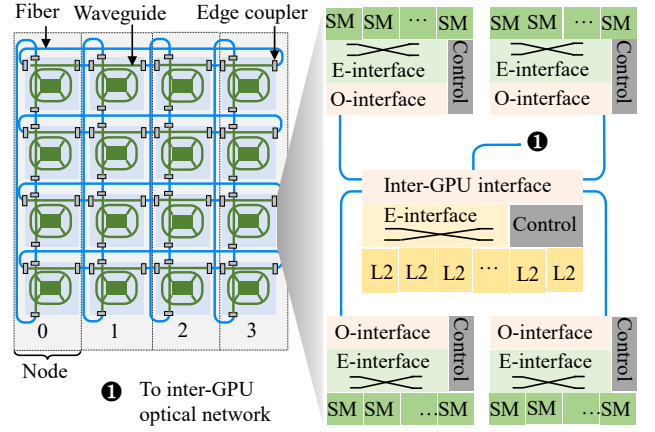 Fiber Waveguide Edge coupler
0 1 2 3
Node
❶ To inter-GPU
optical network
SM SM ··· SM
E-interface
O-interface
Control
SM SM ··· SM
E-interface
O-interface
Control
❶
Inter-GPU interface
E-interface
Control
L2 L2 L2 ··· L2 L2
O-interface
E-interface
Control
SM SM ...SM
O-interface
E-interface
Control
SM SM ...SM